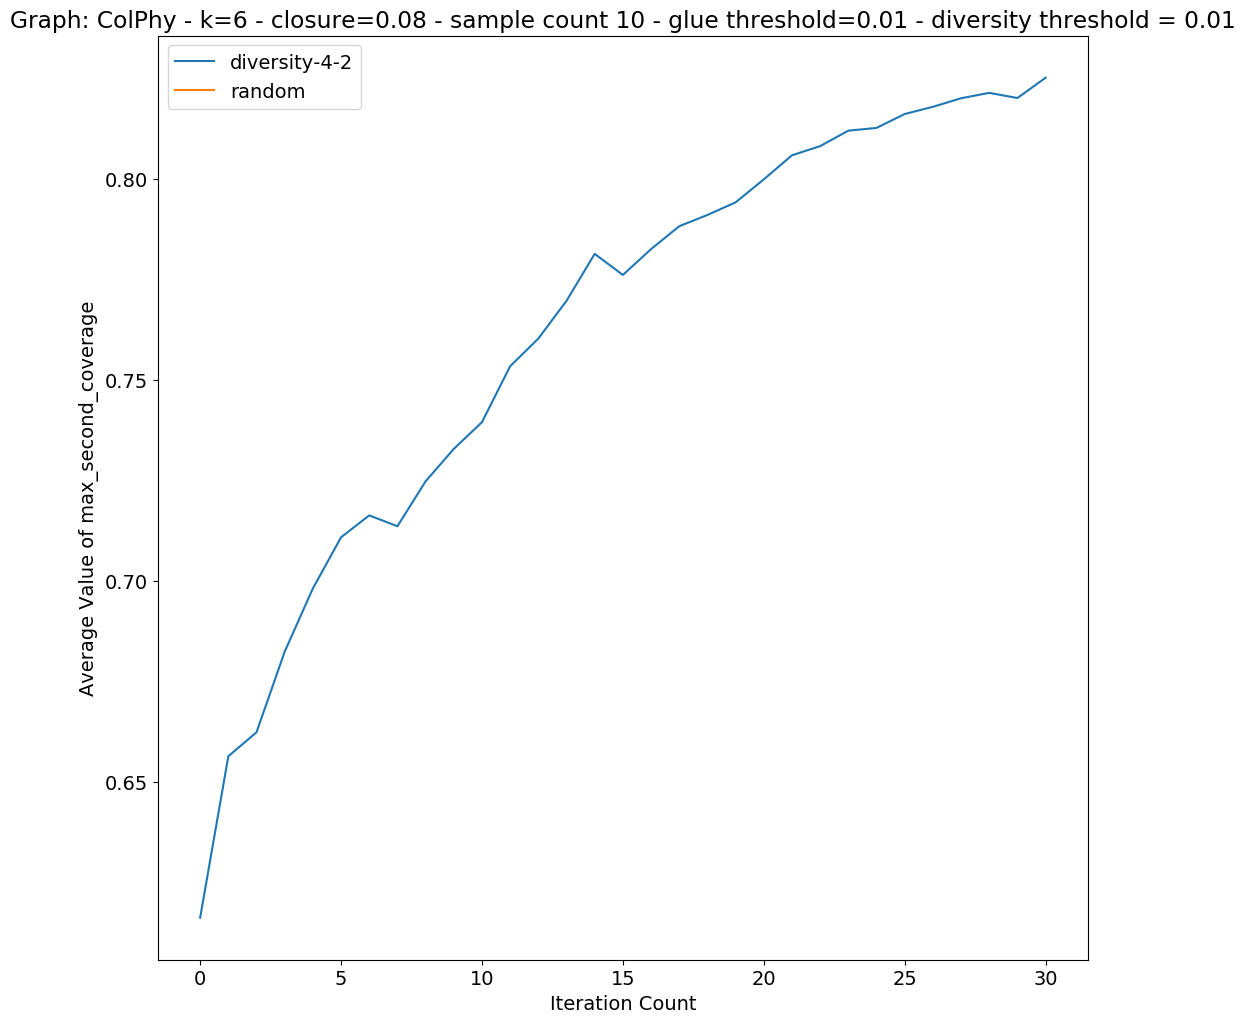 Graph: ColPhy - k=6 - closure=0.08 - sample count 10 - glue threshold=0.01 - diversity threshold = 0.01
diversity-4-2
random
0.80
0.75
0.70
0.65
Average Value of max_second_coverage
0 5 10 15 20 25 30
Iteration Count